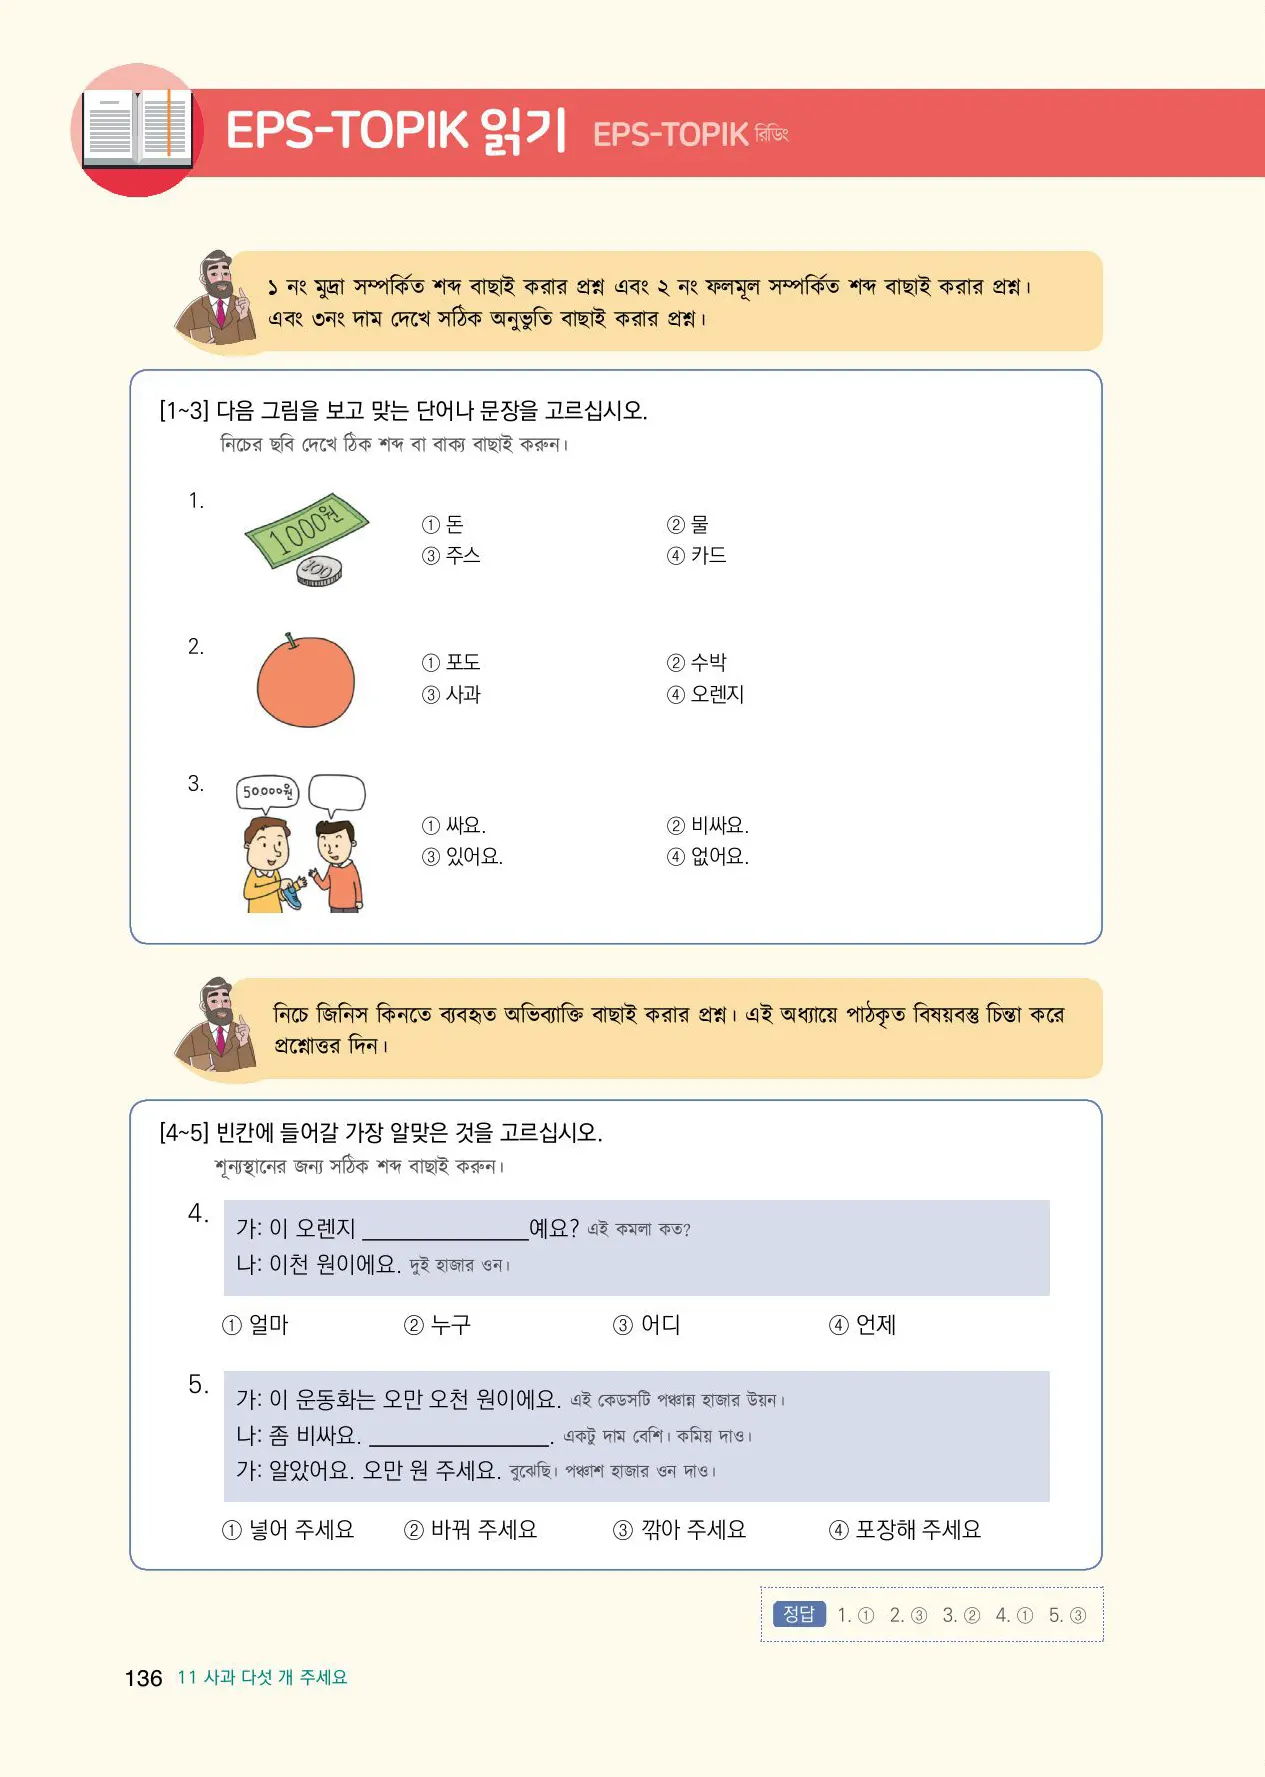 EPS-TOPIK 읽기 EPS-TOPIK রিডিং
১ নং মুদ্রা সম্পর্কিত শব্দ বাছাই করার প্রশ্ন এবং ২ নং ফলমূল সম্পর্কিত শব্দ বাছাই করার প্রশ্ন।
এবং ৩নং দাম দেখে সঠিক অনুভুতি বাছাই করার প্রশ্ন।
[1~3] 다음 그림을 보고 맞는 단어나 문장을 고르십시오.
নিচের ছবি দেখে ঠিক শব্দ বা বাক্য বাছাই করুন।
1.
1000원
100
① 돈 ② 물
③ 주스 ④ 카드
2.
① 포도 ② 수박
③ 사과 ④ 오렌지
3.
50,000원
① 싸요. ② 비싸요.
③ 있어요. ④ 없어요.
নিচে জিনিস কিনতে ব্যবহৃত অভিব্যাক্তি বাছাই করার প্রশ্ন। এই অধ্যায়ে পাঠকৃত বিষয়বস্তু চিন্তা করে
প্রশ্নোত্তর দিন।
[4~5] 빈칸에 들어갈 가장 알맞은 것을 고르십시오.
শূন্যস্থানের জন্য সঠিক শব্দ বাছাই করুন।
4.
가: 이 오렌지 _______________예요? এই কমলা কত?
나: 이천 원이에요. দুই হাজার ওন।
① 얼마 ② 누구 ③ 어디 ④ 언제
5.
가: 이 운동화는 오만 오천 원이에요. এই কেডসটি পঞ্চান্ন হাজার উয়ন।
나: 좀 비싸요. ________________. একটু দাম বেশি। কমিয় দাও।
가: 알았어요. 오만 원 주세요. বুঝেছি। পঞ্চাশ হাজার ওন দাও।
① 넣어 주세요 ② 바꿔 주세요 ③ 깎아 주세요 ④ 포장해 주세요
정답 1. ① 2. ③ 3. ② 4. ① 5. ③
136 11 사과 다섯 개 주세요